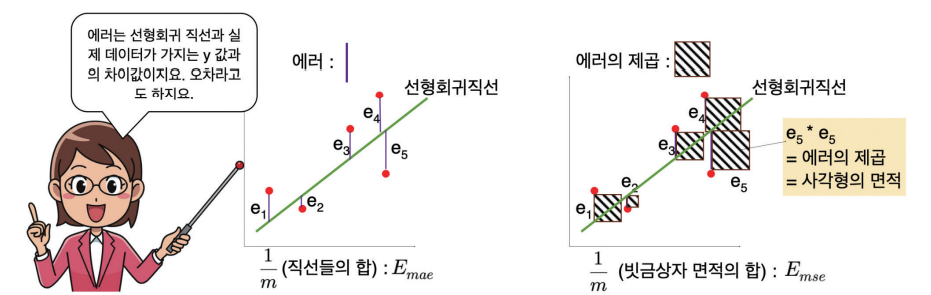 에러는 선형회귀 직선과 실
제 데이터가 가지는 y 값과
의 차이값이지요. 오차라고
도 하지요.
에러 :
선형회귀직선
e4
e3
e5
e1
e2
1/m (직선들의 합) : Emae
에러의 제곱 :
선형회귀직선
e4
e3
e5 * e5
= 에러의 제곱
= 사각형의 면적
e2
e5
e1
1/m (빗금상자 면적의 합) : Emse